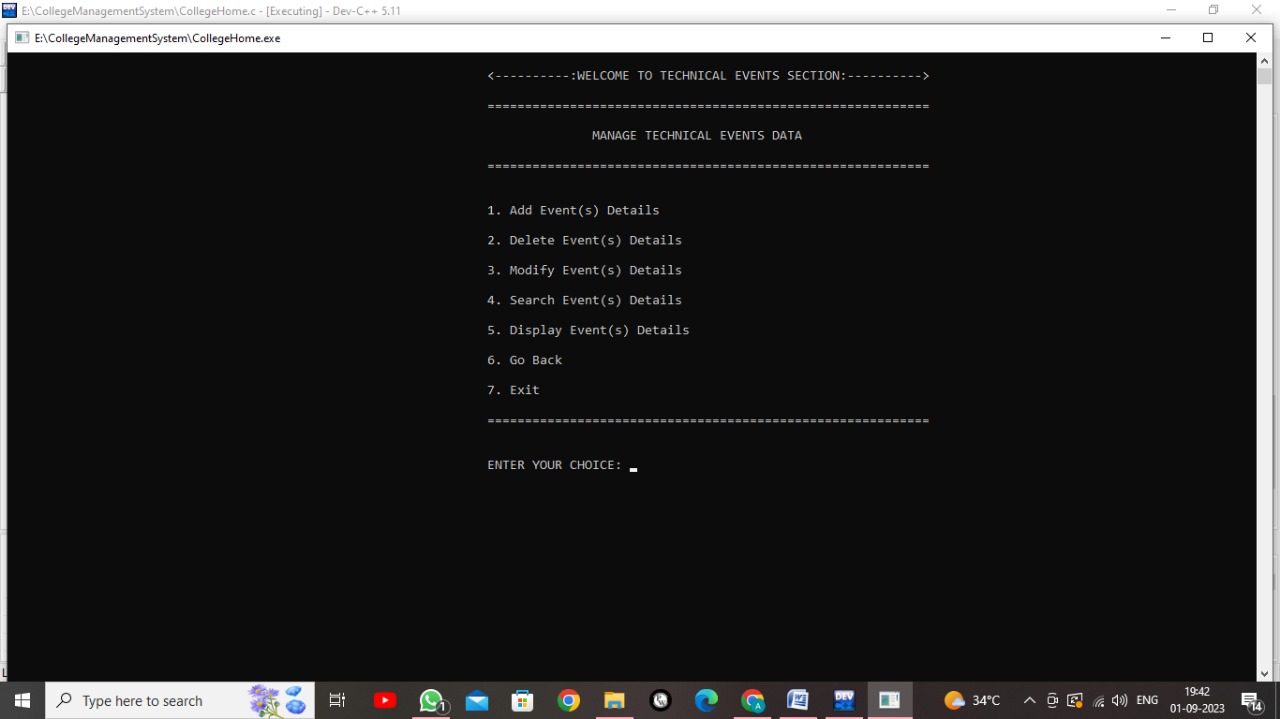 E:\CollegeManagementSystem\CollegeHome.c - [Executing] - Dev-C++ 5.11
E:\CollegeManagementSystem\CollegeHome.exe
<----------:WELCOME TO TECHNICAL EVENTS SECTION:---------->
===========================================================
MANAGE TECHNICAL EVENTS DATA
===========================================================
1. Add Event(s) Details
2. Delete Event(s) Details
3. Modify Event(s) Details
4. Search Event(s) Details
5. Display Event(s) Details
6. Go Back
7. Exit
===========================================================
ENTER YOUR CHOICE:
Type here to search
1
A
DEV
34°C
ENG
19:42
01-09-2023
14